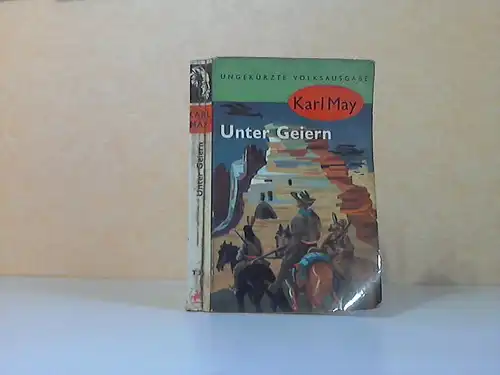 UNGEKÜRZTE VOLKSAUSGABE
Karl May
Unter Geiern
KARL
MAY
Unter Geiern